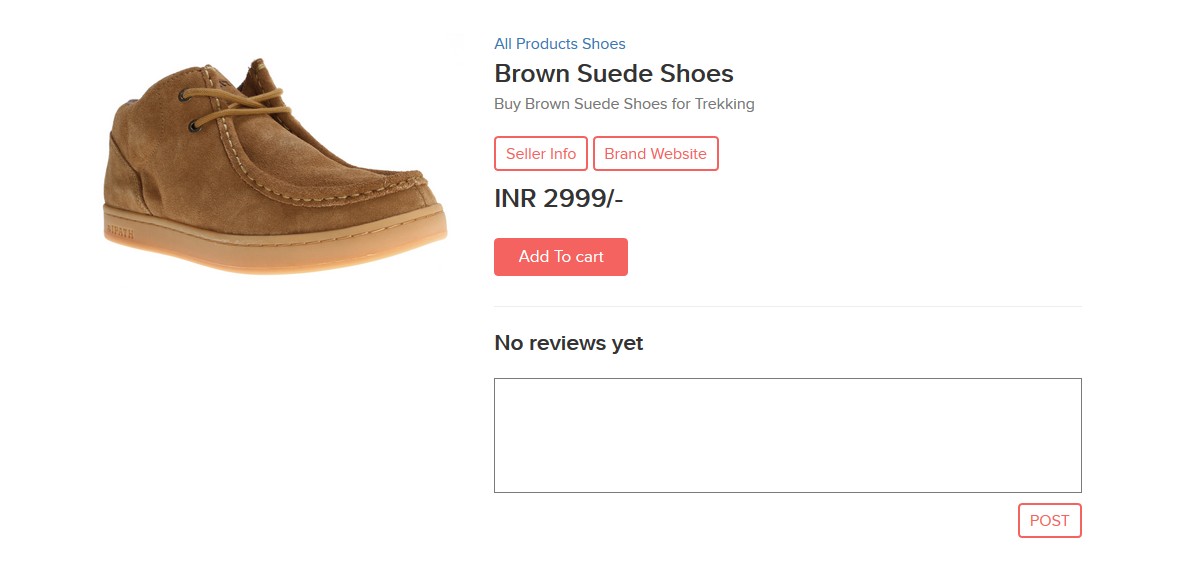 All Products Shoes
Brown Suede Shoes
Buy Brown Suede Shoes for Trekking
Seller Info Brand Website
INR 2999/-
Add To cart
No reviews yet
POST